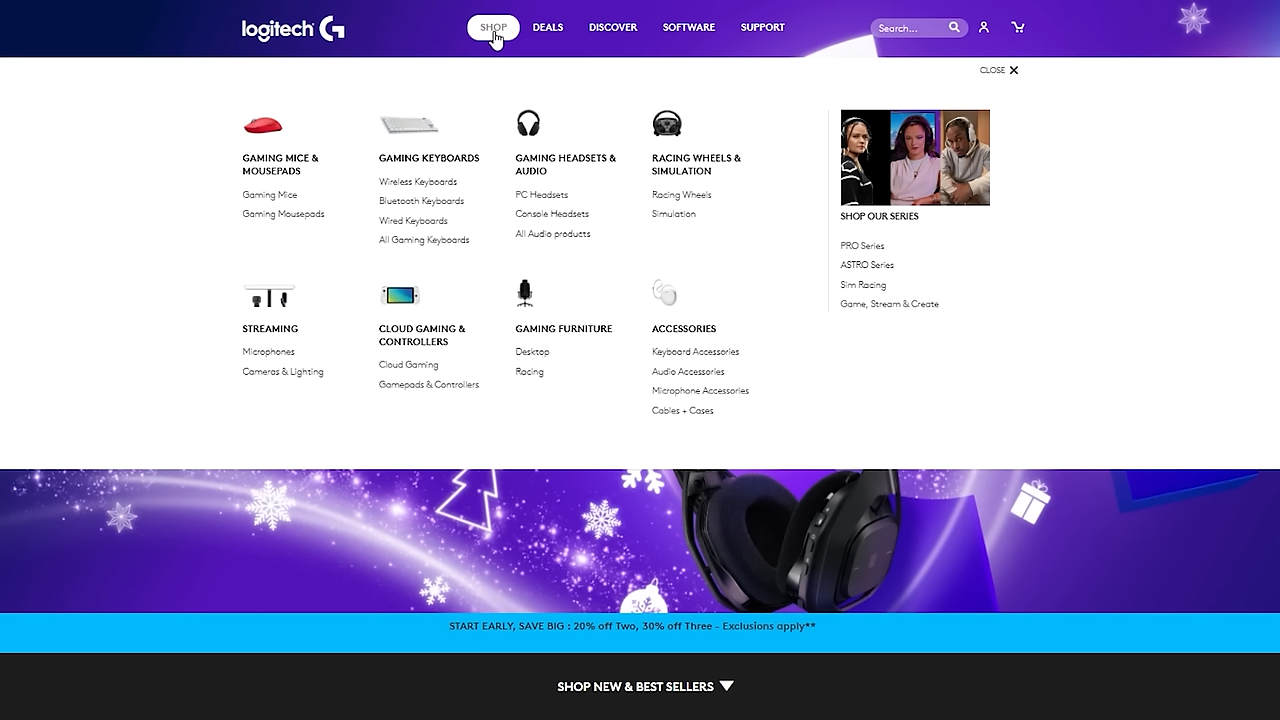 logitech G
SHOP
DEALS
DISCOVER
SOFTWARE
SUPPORT
Search...
CLOSE
GAMING MICE &
MOUSEPADS
Gaming Mice
Gaming Mousepads
GAMING KEYBOARDS
Wireless Keyboards
Bluetooth Keyboards
Wired Keyboards
All Gaming Keyboards
GAMING HEADSETS &
AUDIO
PC Headsets
Console Headsets
All Audio products
RACING WHEELS &
SIMULATION
Racing Wheels
Simulation
SHOP OUR SERIES
PRO Series
ASTRO Series
Sim Racing
Game, Stream & Create
STREAMING
Microphones
Cameras & Lighting
CLOUD GAMING &
CONTROLLERS
Cloud Gaming
Gamepads & Controllers
GAMING FURNITURE
Desktop
Racing
ACCESSORIES
Keyboard Accessories
Audio Accessories
Microphone Accessories
Cables + Cases
START EARLY, SAVE BIG : 20% off Two, 30% off Three - Exclusions apply**
SHOP NEW & BEST SELLERS